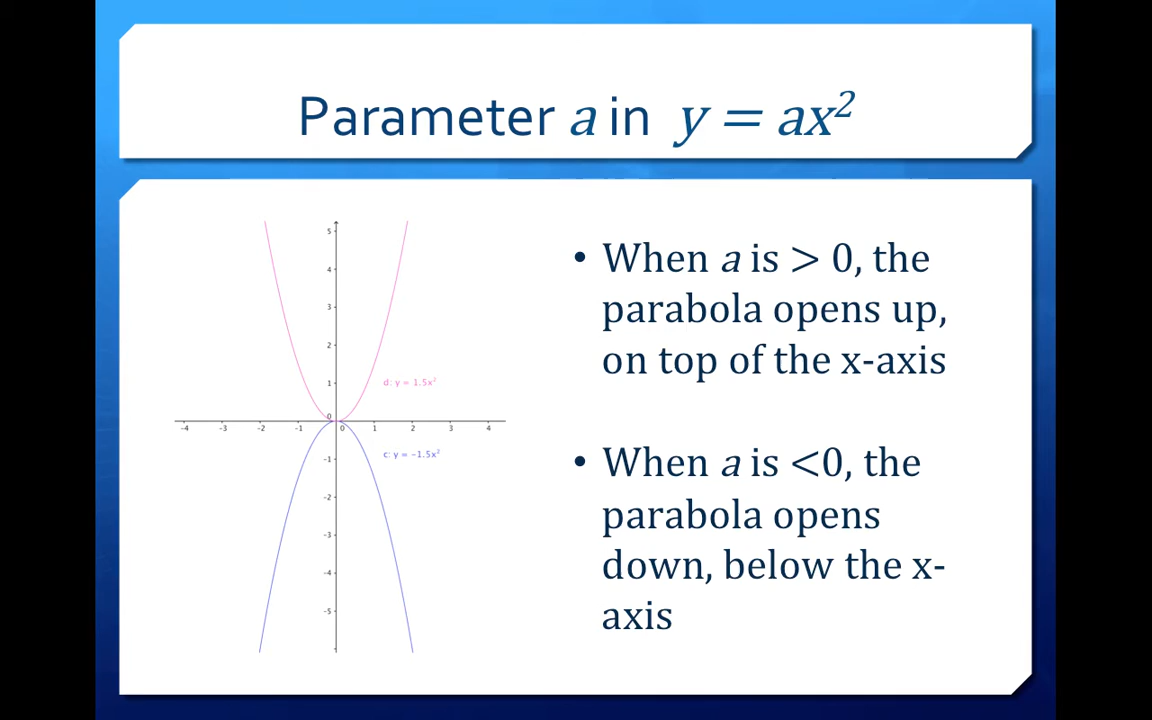 Parameter a in y = ax²
5
4
3
2
1
0
-4 -3 -2 -1 0 1 2 3 4
-1
-2
-3
-4
-5
d: y = 1.5x²
c: y = −1.5x²
• When a is > 0, the
parabola opens up,
on top of the x-axis
• When a is <0, the
parabola opens
down, below the x-
axis